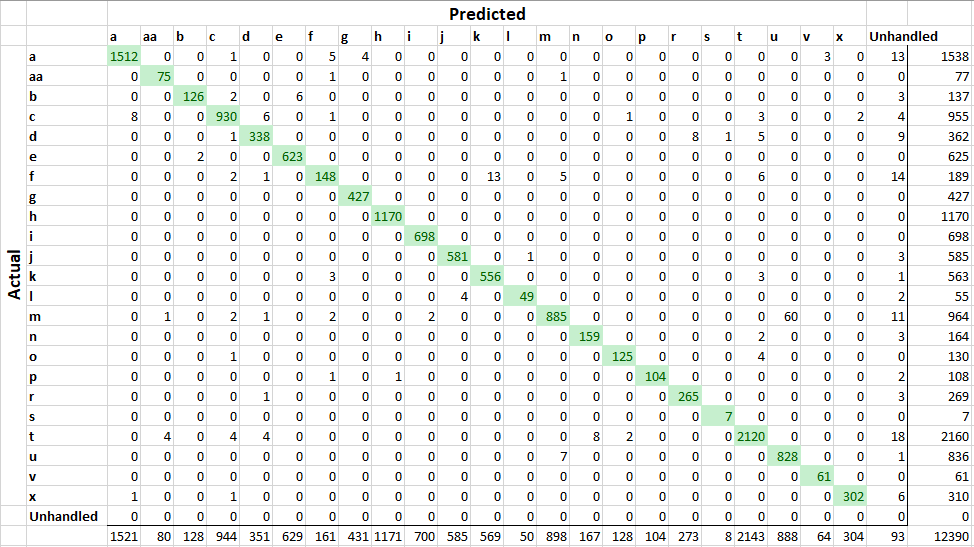 Predicted
a aa b c d e f g h i j k l m n o p r s t u v x Unhandled
a 1512 0 0 1 0 0 5 4 0 0 0 0 0 0 0 0 0 0 0 0 0 3 0 13 1538
aa 0 75 0 0 0 0 1 0 0 0 0 0 0 1 0 0 0 0 0 0 0 0 0 0 77
b 0 0 126 2 0 6 0 0 0 0 0 0 0 0 0 0 0 0 0 0 0 0 0 3 137
c 8 0 0 930 6 0 1 0 0 0 0 0 0 0 0 1 0 0 0 3 0 0 2 4 955
d 0 0 0 1 338 0 0 0 0 0 0 0 0 0 0 0 0 8 1 5 0 0 0 9 362
e 0 0 2 0 0 623 0 0 0 0 0 0 0 0 0 0 0 0 0 0 0 0 0 0 625
f 0 0 0 2 1 0 148 0 0 0 0 13 0 5 0 0 0 0 0 6 0 0 0 14 189
g 0 0 0 0 0 0 0 427 0 0 0 0 0 0 0 0 0 0 0 0 0 0 0 0 427
h 0 0 0 0 0 0 0 0 1170 0 0 0 0 0 0 0 0 0 0 0 0 0 0 0 1170
i 0 0 0 0 0 0 0 0 0 698 0 0 0 0 0 0 0 0 0 0 0 0 0 0 698
j 0 0 0 0 0 0 0 0 0 0 581 0 1 0 0 0 0 0 0 0 0 0 0 3 585
k 0 0 0 0 0 0 3 0 0 0 0 556 0 0 0 0 0 0 0 3 0 0 0 1 563
l 0 0 0 0 0 0 0 0 0 0 4 0 49 0 0 0 0 0 0 0 0 0 0 2 55
m 0 1 0 2 1 0 2 0 0 2 0 0 0 885 0 0 0 0 0 0 60 0 0 11 964
n 0 0 0 0 0 0 0 0 0 0 0 0 0 0 159 0 0 0 0 2 0 0 0 3 164
o 0 0 0 1 0 0 0 0 0 0 0 0 0 0 0 125 0 0 0 4 0 0 0 0 130
p 0 0 0 0 0 0 1 0 1 0 0 0 0 0 0 0 104 0 0 0 0 0 0 2 108
r 0 0 0 0 1 0 0 0 0 0 0 0 0 0 0 0 0 265 0 0 0 0 0 3 269
s 0 0 0 0 0 0 0 0 0 0 0 0 0 0 0 0 0 0 7 0 0 0 0 0 7
t 0 4 0 4 4 0 0 0 0 0 0 0 0 0 8 2 0 0 0 2120 0 0 0 18 2160
u 0 0 0 0 0 0 0 0 0 0 0 0 0 7 0 0 0 0 0 0 828 0 0 1 836
v 0 0 0 0 0 0 0 0 0 0 0 0 0 0 0 0 0 0 0 0 0 61 0 0 61
x 1 0 0 1 0 0 0 0 0 0 0 0 0 0 0 0 0 0 0 0 0 0 302 6 310
Unhandled 0 0 0 0 0 0 0 0 0 0 0 0 0 0 0 0 0 0 0 0 0 0 0 0 0
1521 80 128 944 351 629 161 431 1171 700 585 569 50 898 167 128 104 273 8 2143 888 64 304 93 12390
Actual